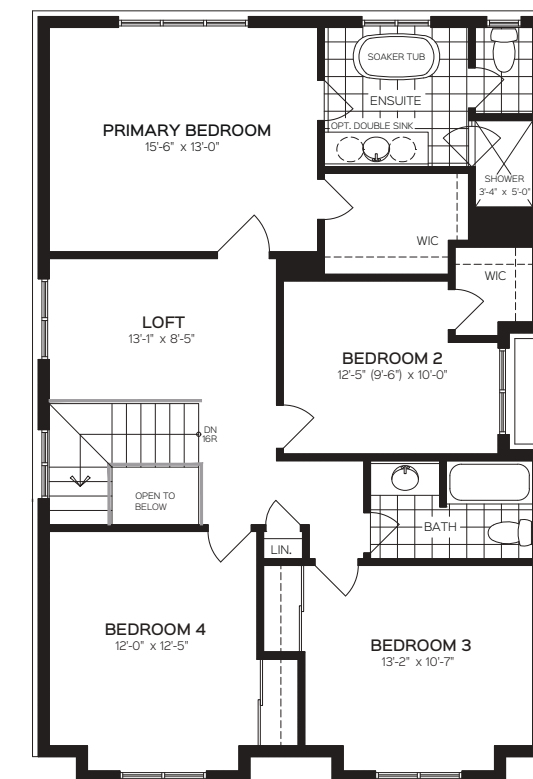 SOAKER TUB
ENSUITE
OPT. DOUBLE SINK
PRIMARY BEDROOM
15'-6" x 13'-0"
SHOWER
3'-4" x 5'-0"
WIC
WIC
LOFT
13'-1" x 8'-5"
BEDROOM 2
12'-5" (9'-6") x 10'-0"
DN
16R
OPEN TO
BELOW
BATH
LIN.
BEDROOM 4
12'-0" x 12'-5"
BEDROOM 3
13'-2" x 10'-7"